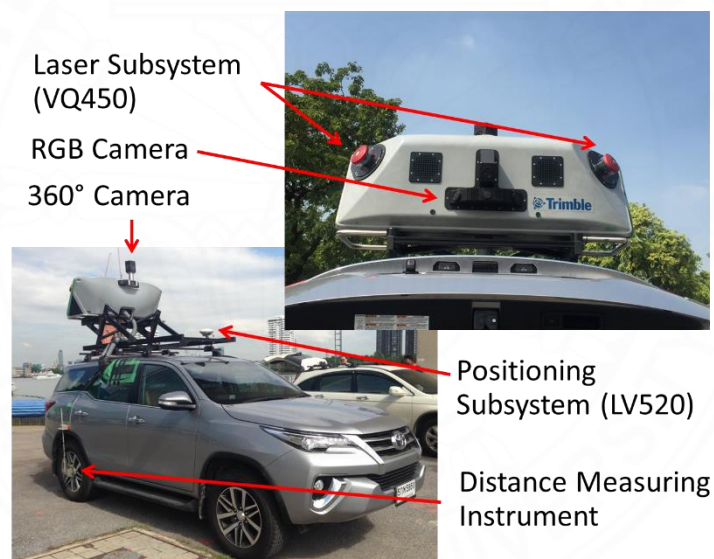 Laser Subsystem
(VQ450)
RGB Camera
360° Camera
Trimble
Positioning
Subsystem (LV520)
Distance Measuring
Instrument